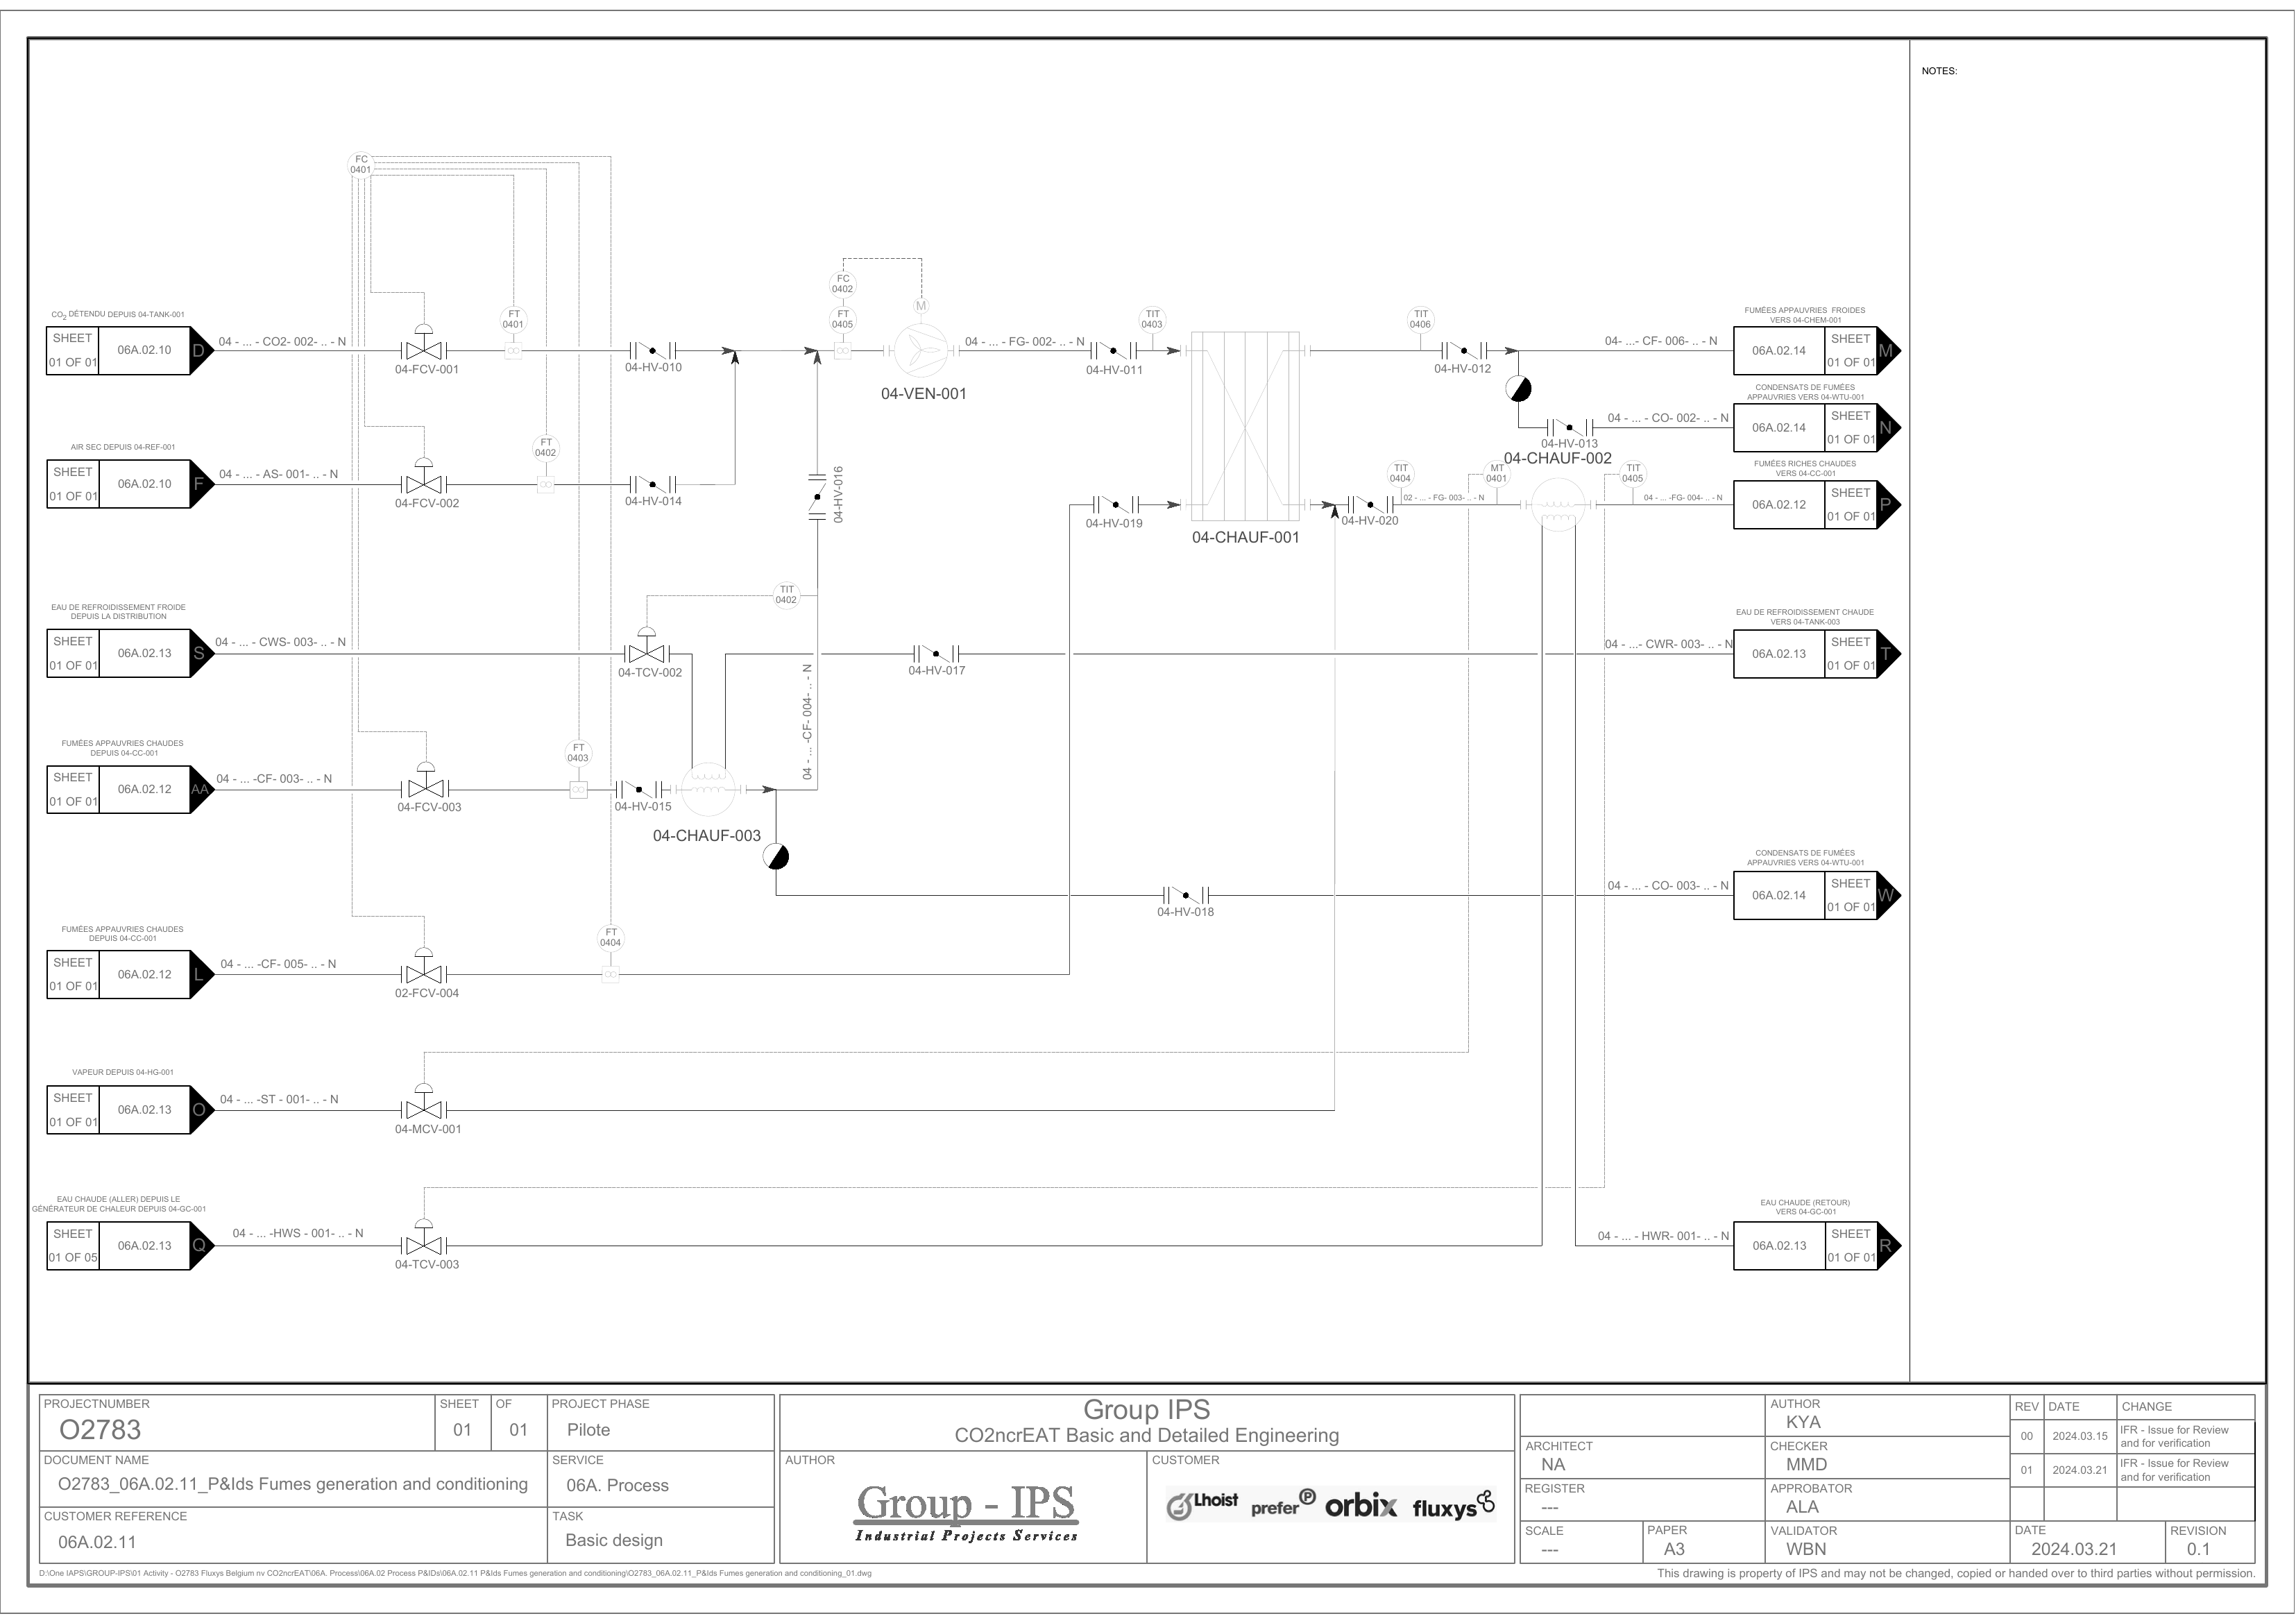 NOTES:
FC
0401
FC
0402
CO2 DÉTENDU DEPUIS 04-TANK-001
SHEET
01 OF 01
06A.02.10
D
04 - ... - CO2- 002- .. - N
04-FCV-001
FT
0401
04-HV-010
FT
0405
M
04-VEN-001
04 - ... - FG- 002- .. - N
04-HV-011
TIT
0403
TIT
0406
04-HV-012
04- ...- CF- 006- .. - N
FUMÉES APPAUVRIES FROIDES
VERS 04-CHEM-001
06A.02.14
SHEET
01 OF 01
M
CONDENSATS DE FUMÉES
APPAUVRIES VERS 04-WTU-001
04 - ... - CO- 002- .. - N
04-HV-013
06A.02.14
SHEET
01 OF 01
N
AIR SEC DEPUIS 04-REF-001
SHEET
01 OF 01
06A.02.10
F
04 - ... - AS- 001- .. - N
04-FCV-002
FT
0402
04-HV-014
04-HV-016
04-HV-019
04-CHAUF-001
04-HV-020
TIT
0404
02 - ... - FG- 003- .. - N
MT
0401
04-CHAUF-002
TIT
0405
04 - ... -FG- 004- .. - N
FUMÉES RICHES CHAUDES
VERS 04-CC-001
06A.02.12
SHEET
01 OF 01
P
EAU DE REFROIDISSEMENT FROIDE
DEPUIS LA DISTRIBUTION
SHEET
01 OF 01
06A.02.13
S
04 - ... - CWS- 003- .. - N
04-TCV-002
TIT
0402
04 - ... -CF- 004- .. - N
04-HV-017
04 - ...- CWR- 003- .. - N
EAU DE REFROIDISSEMENT CHAUDE
VERS 04-TANK-003
06A.02.13
SHEET
01 OF 01
T
FUMÉES APPAUVRIES CHAUDES
DEPUIS 04-CC-001
SHEET
01 OF 01
06A.02.12
AA
04 - ... -CF- 003- .. - N
04-FCV-003
FT
0403
04-HV-015
04-CHAUF-003
04-HV-018
04 - ... - CO- 003- .. - N
CONDENSATS DE FUMÉES
APPAUVRIES VERS 04-WTU-001
06A.02.14
SHEET
01 OF 01
W
FUMÉES APPAUVRIES CHAUDES
DEPUIS 04-CC-001
SHEET
01 OF 01
06A.02.12
L
04 - ... -CF- 005- .. - N
02-FCV-004
FT
0404
VAPEUR DEPUIS 04-HG-001
SHEET
01 OF 01
06A.02.13
O
04 - ... -ST - 001- .. - N
04-MCV-001
EAU CHAUDE (ALLER) DEPUIS LE
GÉNÉRATEUR DE CHALEUR DEPUIS 04-GC-001
SHEET
01 OF 05
06A.02.13
Q
04 - ... -HWS - 001- .. - N
04-TCV-003
04 - ... - HWR- 001- .. - N
EAU CHAUDE (RETOUR)
VERS 04-GC-001
06A.02.13
SHEET
01 OF 01
R
PROJECTNUMBER
O2783
SHEET
01
OF
01
PROJECT PHASE
Pilote
DOCUMENT NAME
O2783_06A.02.11_P&Ids Fumes generation and conditioning
SERVICE
06A. Process
CUSTOMER REFERENCE
06A.02.11
TASK
Basic design
Group IPS
CO2ncrEAT Basic and Detailed Engineering
AUTHOR
Group - IPS
Industrial Projects Services
CUSTOMER
Lhoist prefer P orbix fluxys
ARCHITECT
NA
REGISTER
---
SCALE
---
PAPER
A3
AUTHOR
KYA
CHECKER
MMD
APPROBATOR
ALA
VALIDATOR
WBN
REV DATE CHANGE
00 2024.03.15 IFR - Issue for Review
and for verification
01 2024.03.21 IFR - Issue for Review
and for verification
DATE
2024.03.21
REVISION
0.1
D:\One IAPS\GROUP-IPS\01 Activity - O2783 Fluxys Belgium nv CO2ncrEAT\06A. Process\06A.02 Process P&IDs\06A.02.11 P&Ids Fumes generation and conditioning\O2783_06A.02.11_P&Ids Fumes generation and conditioning_01.dwg
This drawing is property of IPS and may not be changed, copied or handed over to third parties without permission.